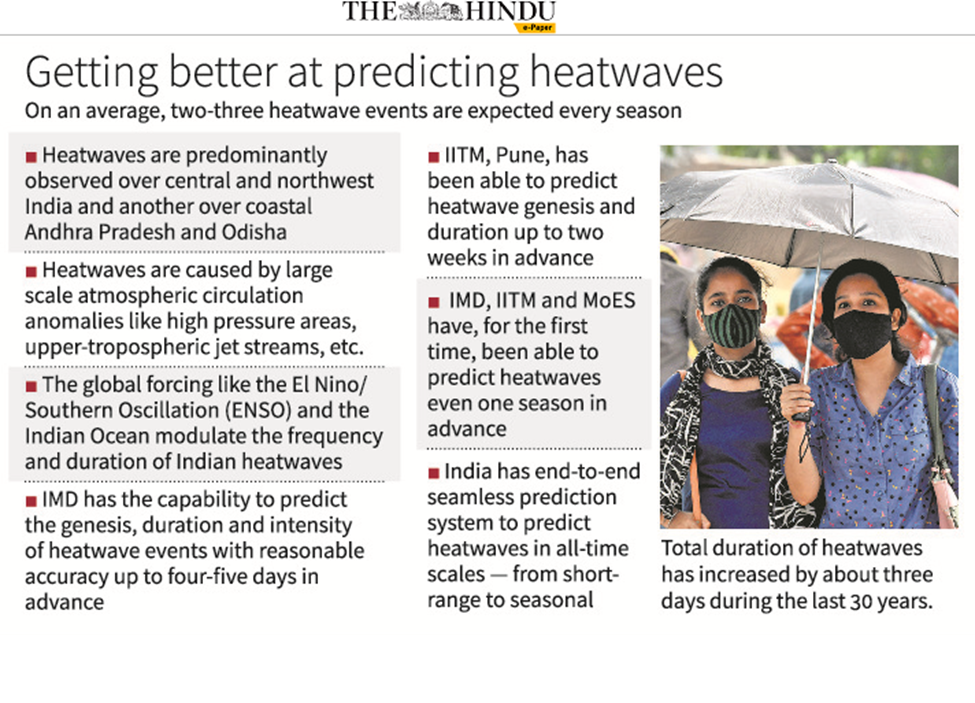 THE HINDU
e-Paper
Getting better at predicting heatwaves
On an average, two-three heatwave events are expected every season
■ Heatwaves are predominantly
observed over central and northwest
India and another over coastal
Andhra Pradesh and Odisha
■ Heatwaves are caused by large
scale atmospheric circulation
anomalies like high pressure areas,
upper-tropospheric jet streams, etc.
■ The global forcing like the El Nino/
Southern Oscillation (ENSO) and the
Indian Ocean modulate the frequency
and duration of Indian heatwaves
■ IMD has the capability to predict
the genesis, duration and intensity
of heatwave events with reasonable
accuracy up to four-five days in
advance
■ IITM, Pune, has
been able to predict
heatwave genesis and
duration up to two
weeks in advance
■ IMD, IITM and MoES
have, for the first
time, been able to
predict heatwaves
even one season in
advance
■ India has end-to-end
seamless prediction
system to predict
heatwaves in all-time
scales — from short-
range to seasonal
Total duration of heatwaves
has increased by about three
days during the last 30 years.